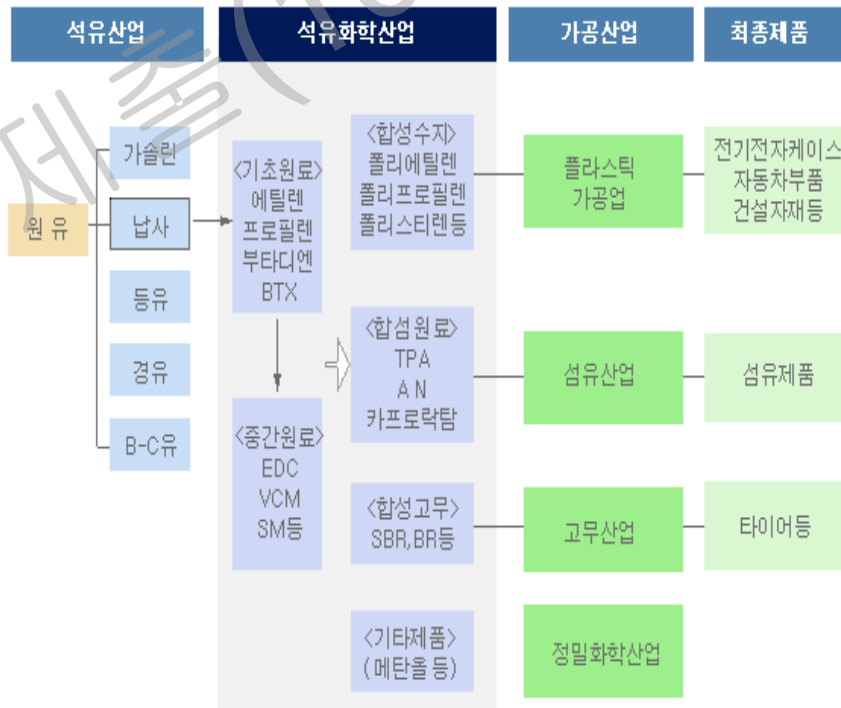 석유산업
석유화학산업
가공산업
최종제품
제출(16
원 유
가솔린
납사
등유
경유
B-C유
<기초원료>
에틸렌
프로필렌
부타디엔
BTX
<중간원료>
EDC
VCM
SM등
<합성수지>
폴리에틸렌
폴리프로필렌
폴리스티렌등
<합섬원료>
TPA
A N
카프로락탐
<합성고무>
SBR,BR등
<기타제품>
(메탄올등)
플라스틱
가공업
섬유산업
고무산업
정밀화학산업
전기전자케이스
자동차부품
건설자재등
섬유제품
타이어등